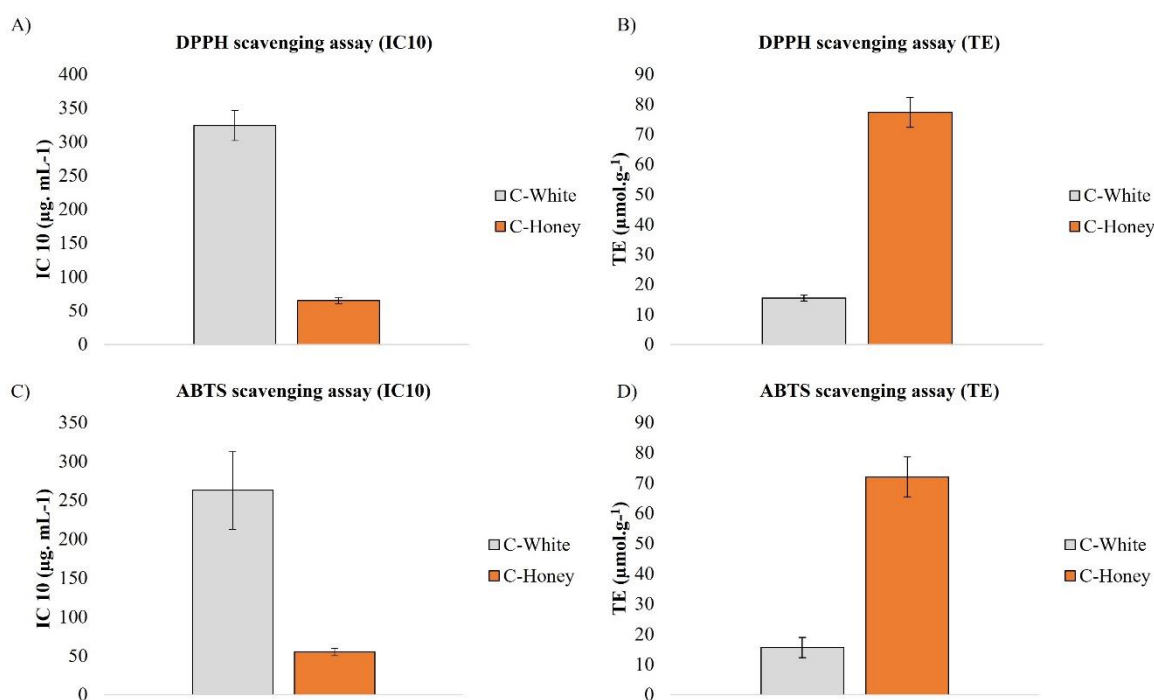 A)
DPPH scavenging assay (IC10)
400
350
300
250
200
150
100
50
0
IC 10 (µg. mL-1)
C-White
C-Honey
B)
DPPH scavenging assay (TE)
90
80
70
60
50
40
30
20
10
0
TE (µmol.g-¹)
C-White
C-Honey
C)
ABTS scavenging assay (IC10)
350
300
250
200
150
100
50
0
IC 10 (µg. mL-1)
C-White
C-Honey
D)
ABTS scavenging assay (TE)
90
80
70
60
50
40
30
20
10
0
TE (µmol.g-¹)
C-White
C-Honey